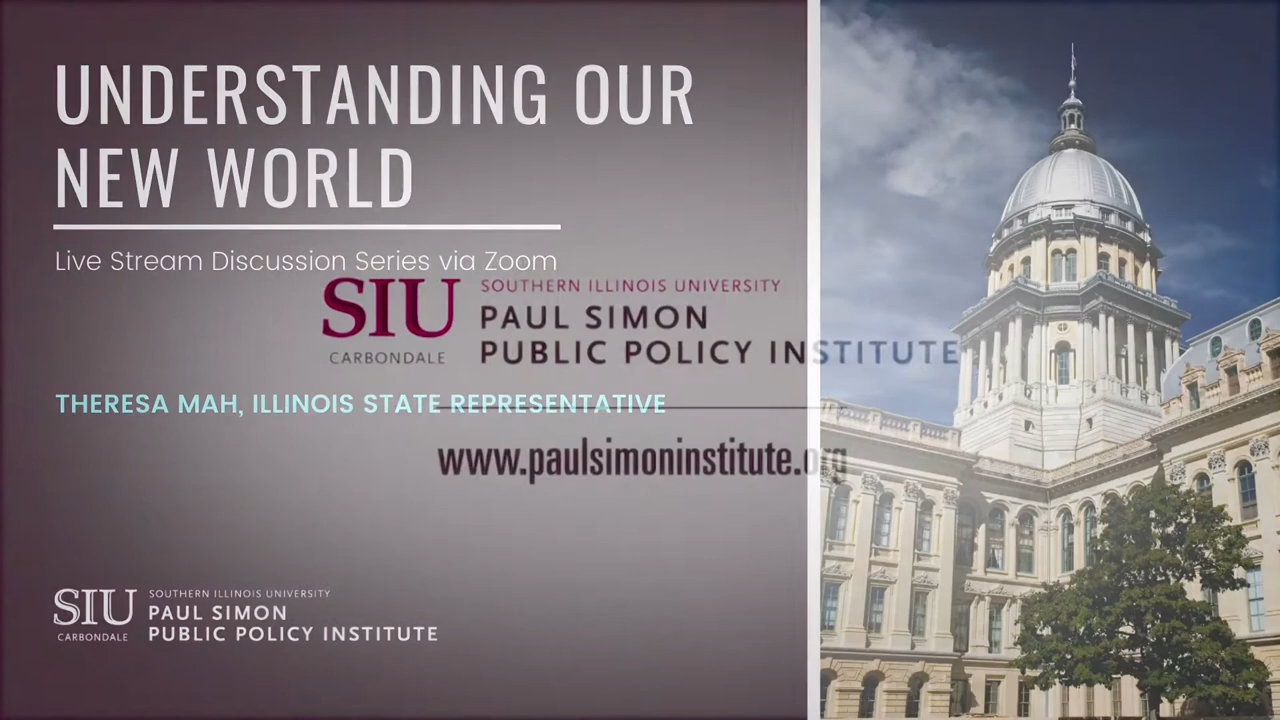 UNDERSTANDING OUR
NEW WORLD
Live Stream Discussion Series via Zoom
SIU
CARBONDALE
SOUTHERN ILLINOIS UNIVERSITY
PAUL SIMON
PUBLIC POLICY INSTITUTE
THERESA MAH, ILLINOIS STATE REPRESENTATIVE
www.paulsimoninstitute.org
SIU
CARBONDALE
SOUTHERN ILLINOIS UNIVERSITY
PAUL SIMON
PUBLIC POLICY INSTITUTE